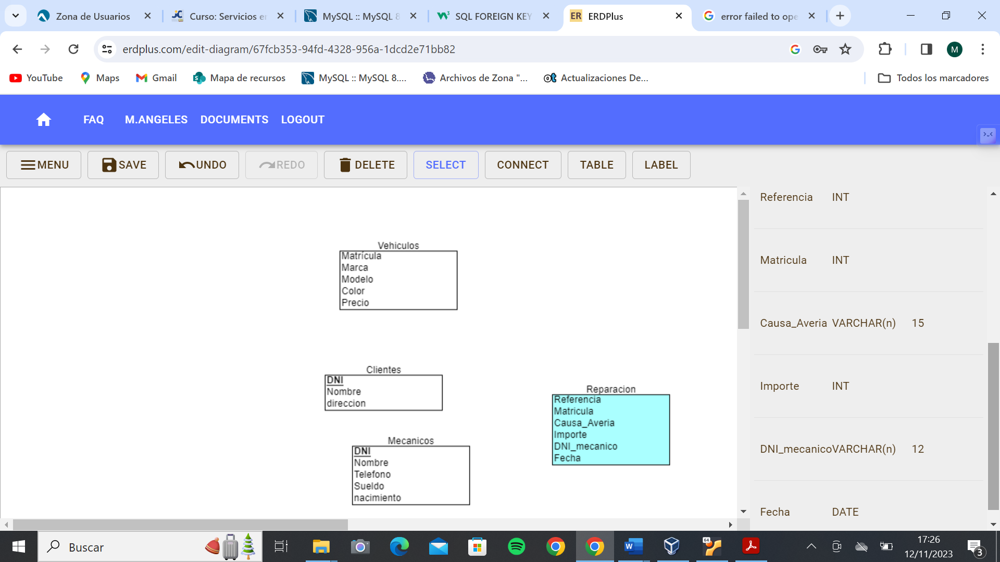 Zona de Usuarios
Curso: Servicios en
MySQL :: MySQL 8
SQL FOREIGN KEY
ER
ERDPlus
error failed to ope
erdplus.com/edit-diagram/67fcb353-94fd-4328-956a-1dcd2e71bb82
M
YouTube
Maps
Gmail
S
Mapa de recursos
MySQL :: MySQL 8....
Archivos de Zona "...
Actualizaciones De...
Todos los marcadores
FAQ
M.ANGELES
DOCUMENTS
LOGOUT
MENU
SAVE
UNDO
REDO
DELETE
SELECT
CONNECT
TABLE
LABEL
Vehiculos
Matrícula
Marca
Modelo
Color
Precio
Clientes
DNI
Nombre
direccion
Mecanicos
DNI
Nombre
Telefono
Sueldo
nacimiento
Reparacion
Referencia
Matricula
Causa_Averia
Importe
DNI_mecanico
Fecha
Referencia INT
Matricula INT
Causa_Averia VARCHAR(n) 15
Importe INT
DNI_mecanico VARCHAR(n) 12
Fecha DATE
Buscar
W
64
17:26
12/11/2023
3